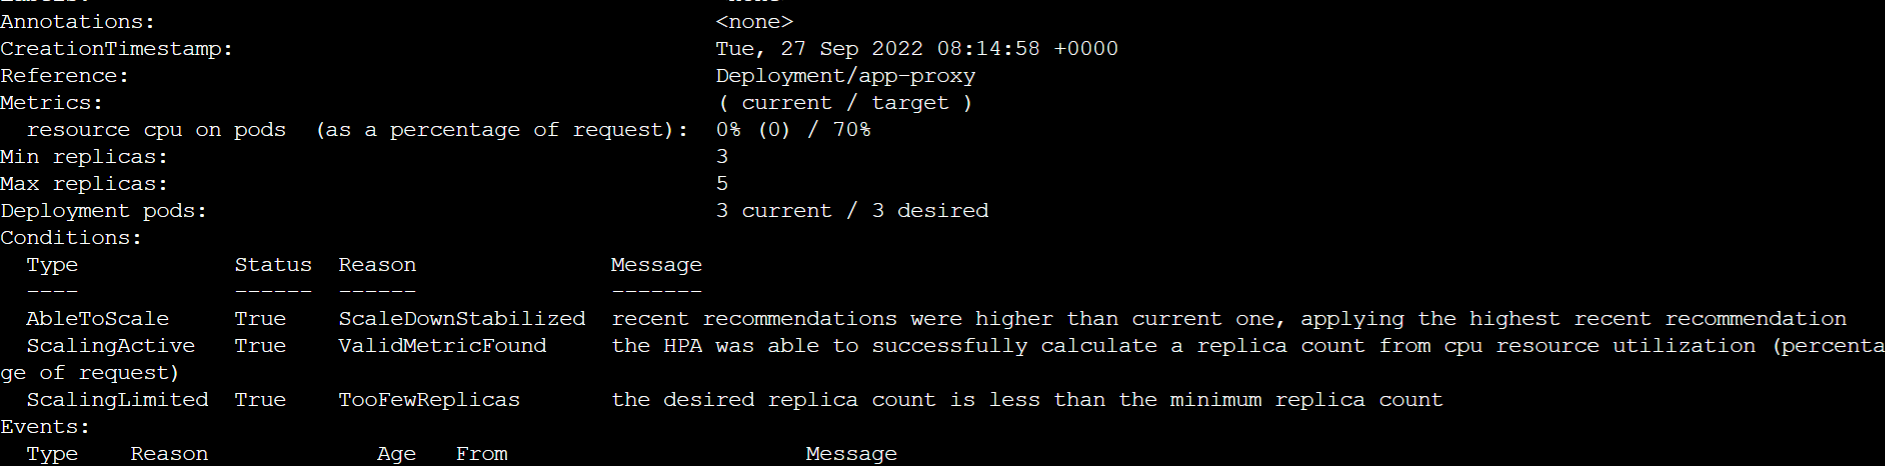 Annotations:                                           <none>
CreationTimestamp:                                     Tue, 27 Sep 2022 08:14:58 +0000
Reference:                                             Deployment/app-proxy
Metrics:                                               ( current / target )
  resource cpu on pods  (as a percentage of request):  0% (0) / 70%
Min replicas:                                          3
Max replicas:                                          5
Deployment pods:                                       3 current / 3 desired
Conditions:
  Type            Status  Reason               Message
  ----            ------  ------               -------
  AbleToScale     True    ScaleDownStabilized  recent recommendations were higher than current one, applying the highest recent recommendation
  ScalingActive   True    ValidMetricFound     the HPA was able to successfully calculate a replica count from cpu resource utilization (percenta
ge of request)
  ScalingLimited  True    TooFewReplicas       the desired replica count is less than the minimum replica count
Events:
  Type    Reason             Age   From                       Message